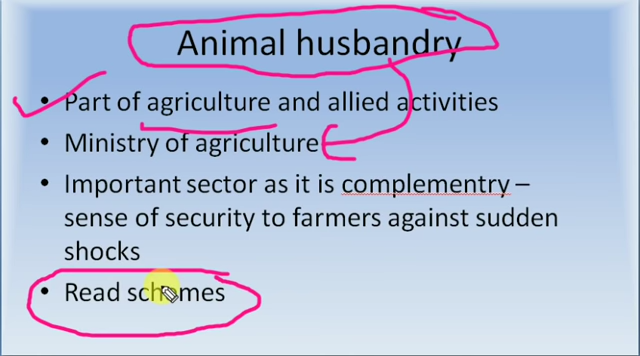 Animal husbandry
• Part of agriculture and allied activities
• Ministry of agriculture
• Important sector as it is complementry –
sense of security to farmers against sudden
shocks
• Read schemes